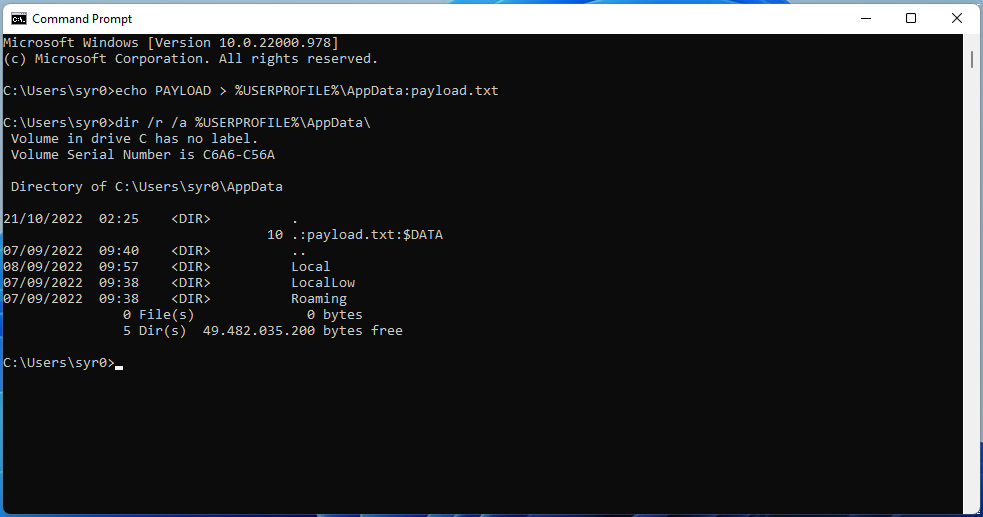 Command Prompt
Microsoft Windows [Version 10.0.22000.978]
(c) Microsoft Corporation. All rights reserved.
C:\Users\syr0>echo PAYLOAD > %USERPROFILE%\AppData:payload.txt
C:\Users\syr0>dir /r /a %USERPROFILE%\AppData\
Volume in drive C has no label.
Volume Serial Number is C6A6-C56A
Directory of C:\Users\syr0\AppData
21/10/2022  02:25    <DIR>          .
10 .:payload.txt:$DATA
07/09/2022  09:40    <DIR>          ..
08/09/2022  09:57    <DIR>          Local
07/09/2022  09:38    <DIR>          LocalLow
07/09/2022  09:38    <DIR>          Roaming
0 File(s)              0 bytes
5 Dir(s)  49.482.035.200 bytes free
C:\Users\syr0>